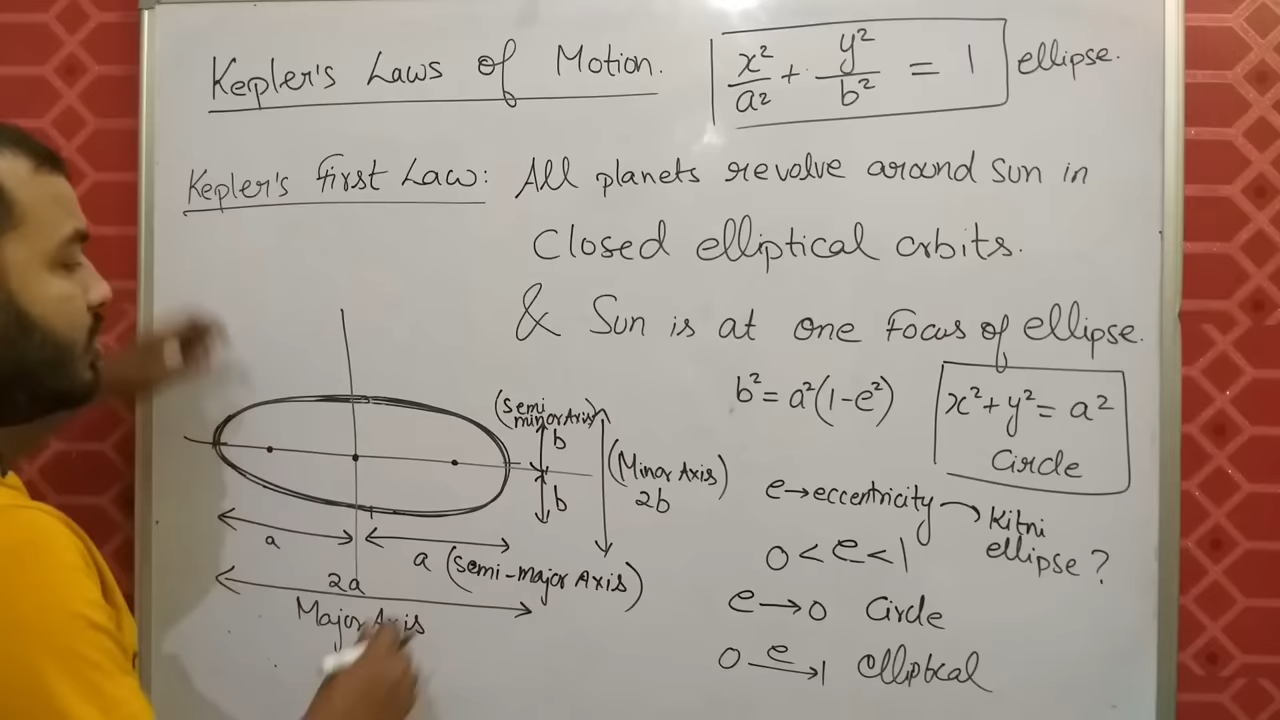 Kepler's Laws of Motion.
x²/a² + y²/b² = 1 ellipse.
Kepler's first Law: All planets revolve around Sun in
Closed elliptical orbits.
& Sun is at one Focus of ellipse.
b² = a²(1-e²)
x² + y² = a²
Circle
(Semi
minor Axis)
b
b
(Minor Axis)
2b
e → eccentricity → Kitni
ellipse?
0 < e < 1
e → 0 Circle
0 e→ 1 elliptical
a
a (Semi-major Axis)
2a
Major Axis